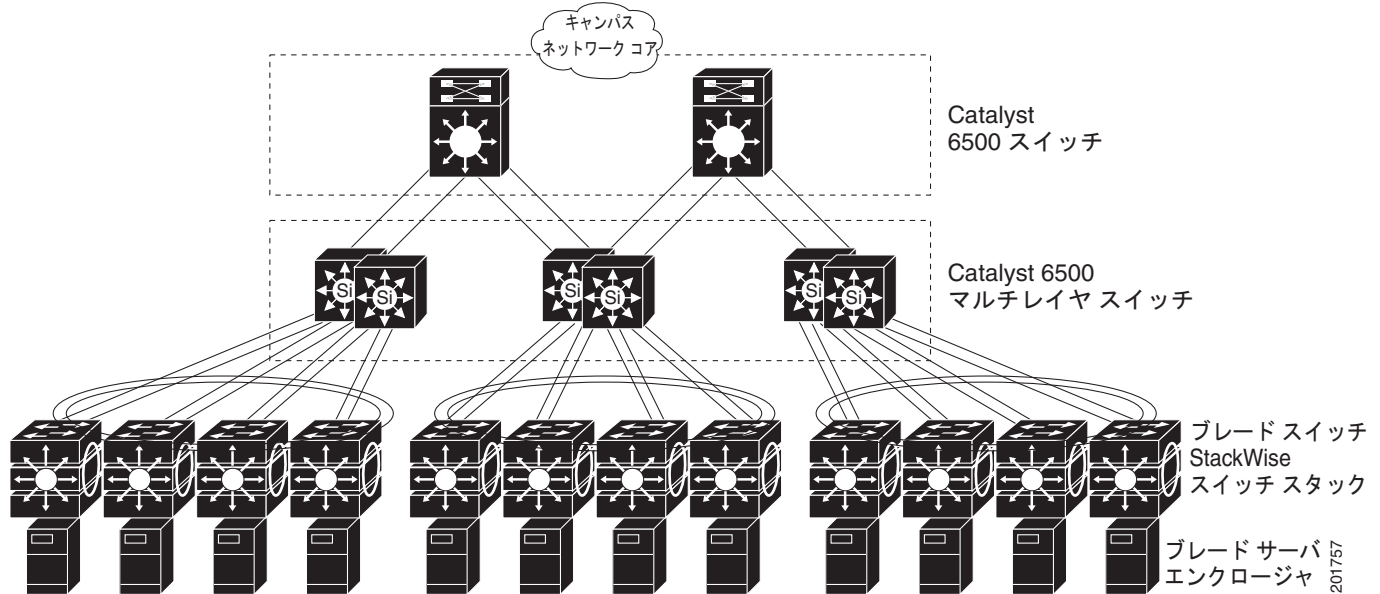 キャンパス
ネットワーク コア
Catalyst
6500 スイッチ
Si
Si
Si
Si
Si
Si
Catalyst 6500
マルチレイヤ スイッチ
ブレード スイッチ
StackWise
スイッチ スタック
ブレード サーバ
エンクロージャ
201757